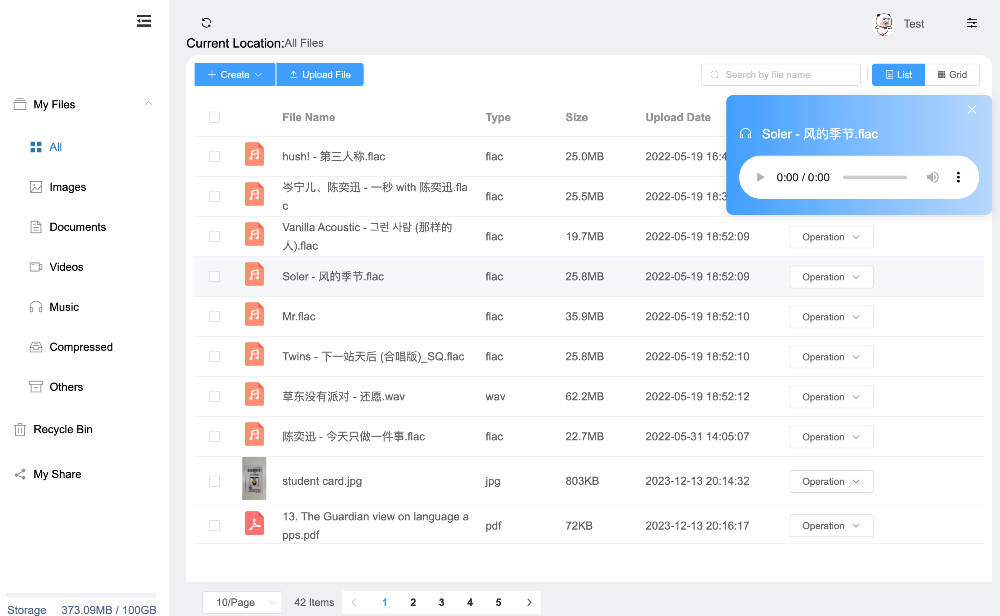 Test
Current Location:All Files
Create
Upload File
Search by file name
List
Grid
My Files
All
Images
Documents
Videos
Music
Compressed
Others
Recycle Bin
My Share
Storage 373.09MB / 100GB
File Name Type Size Upload Date
hush! - 第三人称.flac flac 25.0MB 2022-05-19 16:4
岑宁儿、陈奕迅 - 一秒 with 陈奕迅.fla
c
flac 25.5MB 2022-05-19 18:3
Soler - 风的季节.flac
0:00 / 0:00
Vanilla Acoustic - 그런 사람 (那样的
人).flac
flac 19.7MB 2022-05-19 18:52:09 Operation
Soler - 风的季节.flac flac 25.8MB 2022-05-19 18:52:09 Operation
Mr.flac flac 35.9MB 2022-05-19 18:52:10 Operation
Twins - 下一站天后 (合唱版)_SQ.flac flac 25.8MB 2022-05-19 18:52:10 Operation
草东没有派对 - 还愿.wav wav 62.2MB 2022-05-19 18:52:12 Operation
陈奕迅 - 今天只做一件事.flac flac 22.7MB 2022-05-31 14:05:07 Operation
student card.jpg jpg 803KB 2023-12-13 20:14:32 Operation
13. The Guardian view on language a
pps.pdf
pdf 72KB 2023-12-13 20:16:17 Operation
10/Page 42 Items 1 2 3 4 5